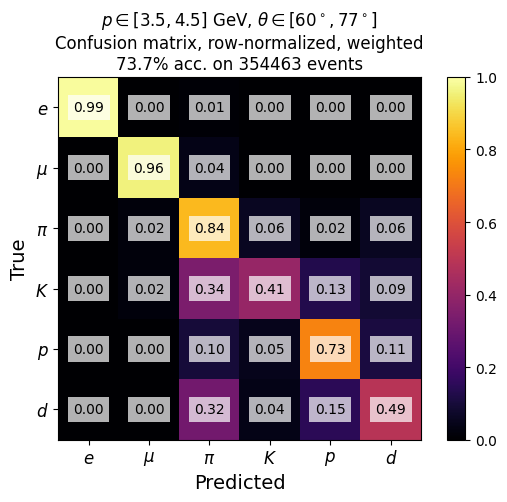 p ∈ [3.5, 4.5] GeV, θ ∈ [60°, 77°]
Confusion matrix, row-normalized, weighted
73.7% acc. on 354463 events
e 0.99 0.00 0.01 0.00 0.00 0.00
μ 0.00 0.96 0.04 0.00 0.00 0.00
π 0.00 0.02 0.84 0.06 0.02 0.06
K 0.00 0.02 0.34 0.41 0.13 0.09
p 0.00 0.00 0.10 0.05 0.73 0.11
d 0.00 0.00 0.32 0.04 0.15 0.49
e μ π K p d
True
Predicted
1.0
0.8
0.6
0.4
0.2
0.0